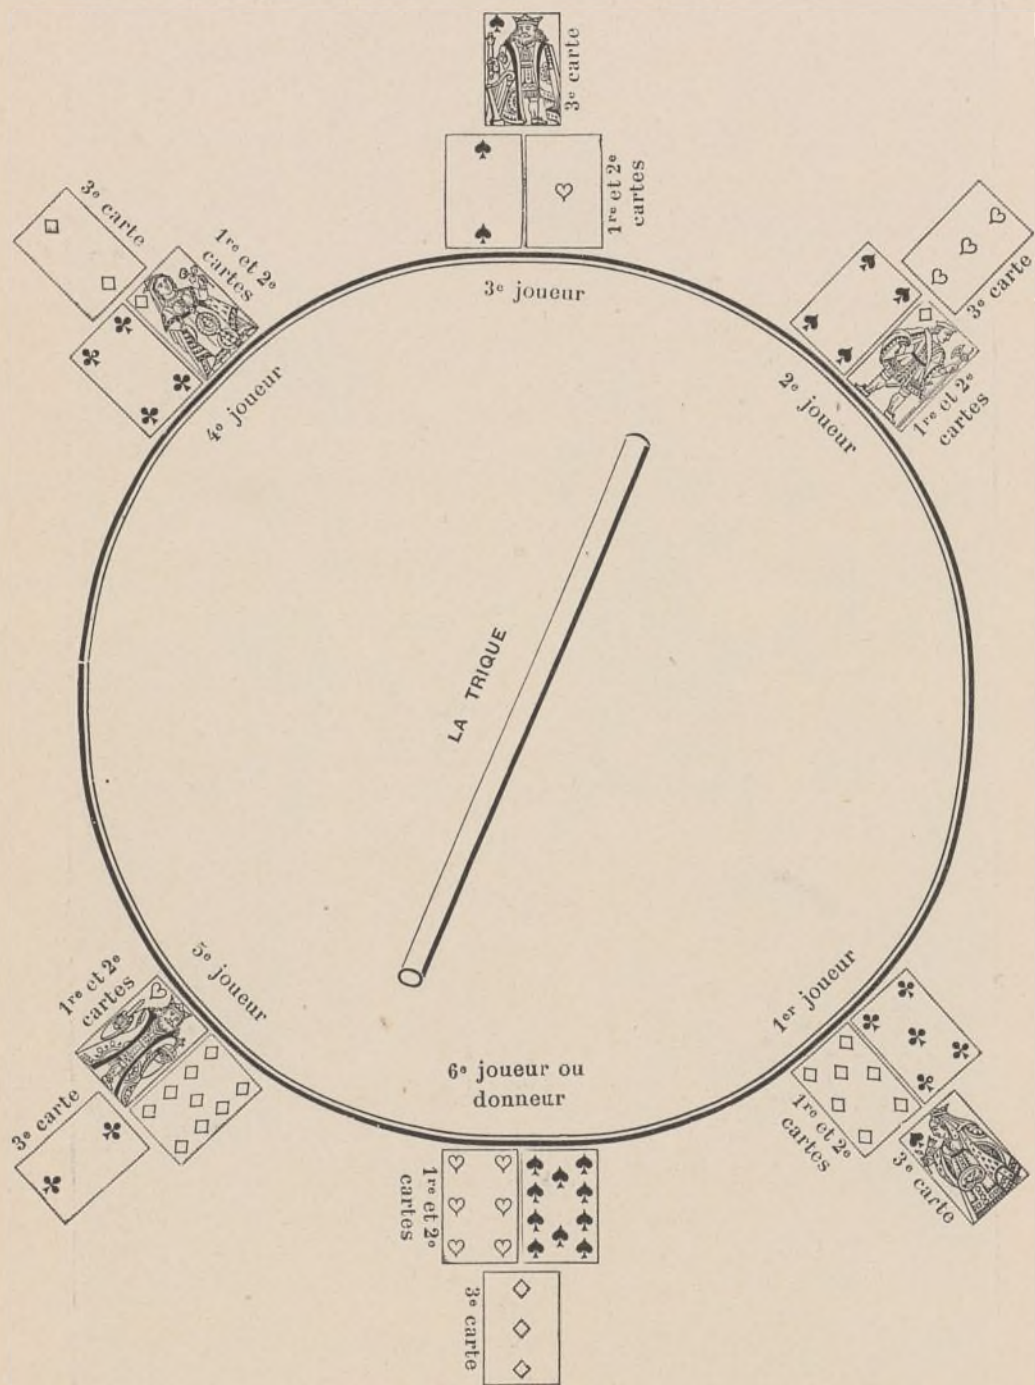 3e carte
1re et 2e
cartes
3e joueur
3e carte
1re et 2e
cartes
4e joueur
3e carte
1re et 2e
cartes
2e joueur
LA TRIQUE
1re et 2e
cartes
3e carte
5e joueur
1er joueur
1re et 2e
cartes
3e carte
6e joueur ou
donneur
1re et 2e
cartes
3e carte